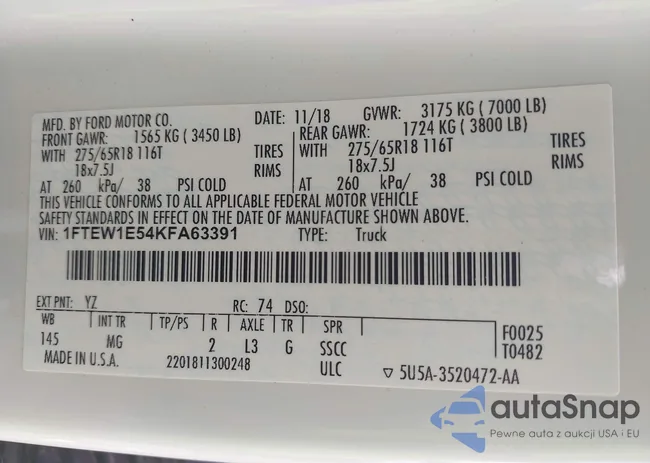 MFD. BY FORD MOTOR CO. DATE: 11/18 GVWR: 3175 KG ( 7000 LB)
FRONT GAWR: 1565 KG ( 3450 LB) REAR GAWR: 1724 KG ( 3800 LB)
WITH 275/65R18 116T TIRES WITH 275/65R18 116T TIRES
18x7.5J RIMS 18x7.5J RIMS
AT 260 kPa/ 38 PSI COLD AT 260 kPa/ 38 PSI COLD
THIS VEHICLE CONFORMS TO ALL APPLICABLE FEDERAL MOTOR VEHICLE
SAFETY STANDARDS IN EFFECT ON THE DATE OF MANUFACTURE SHOWN ABOVE.
VIN: 1FTEW1E54KFA63391 TYPE: Truck
EXT PNT: YZ RC: 74 DSO:
WB INT TR TP/PS R AXLE TR SPR F0025
145 MG 2 L3 G SSCC T0482
MADE IN U.S.A. 2201811300248 ULC 5U5A-3520472-AA
autaSnap
Pewne auta z aukcji USA i EU